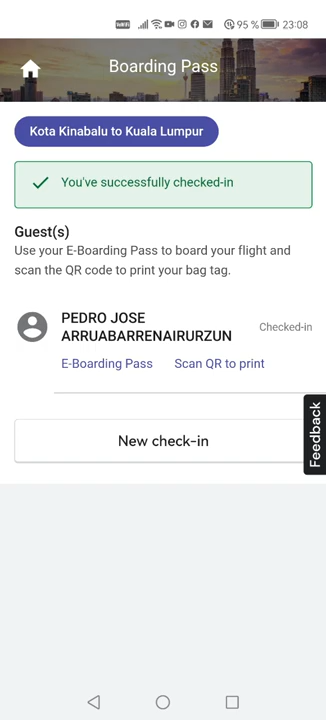 95 % 23:08
Boarding Pass
Kota Kinabalu to Kuala Lumpur
You've successfully checked-in
Guest(s)
Use your E-Boarding Pass to board your flight and
scan the QR code to print your bag tag.
PEDRO JOSE
ARRUABARRENAIRURZUN
Checked-in
E-Boarding Pass Scan QR to print
New check-in
Feedback